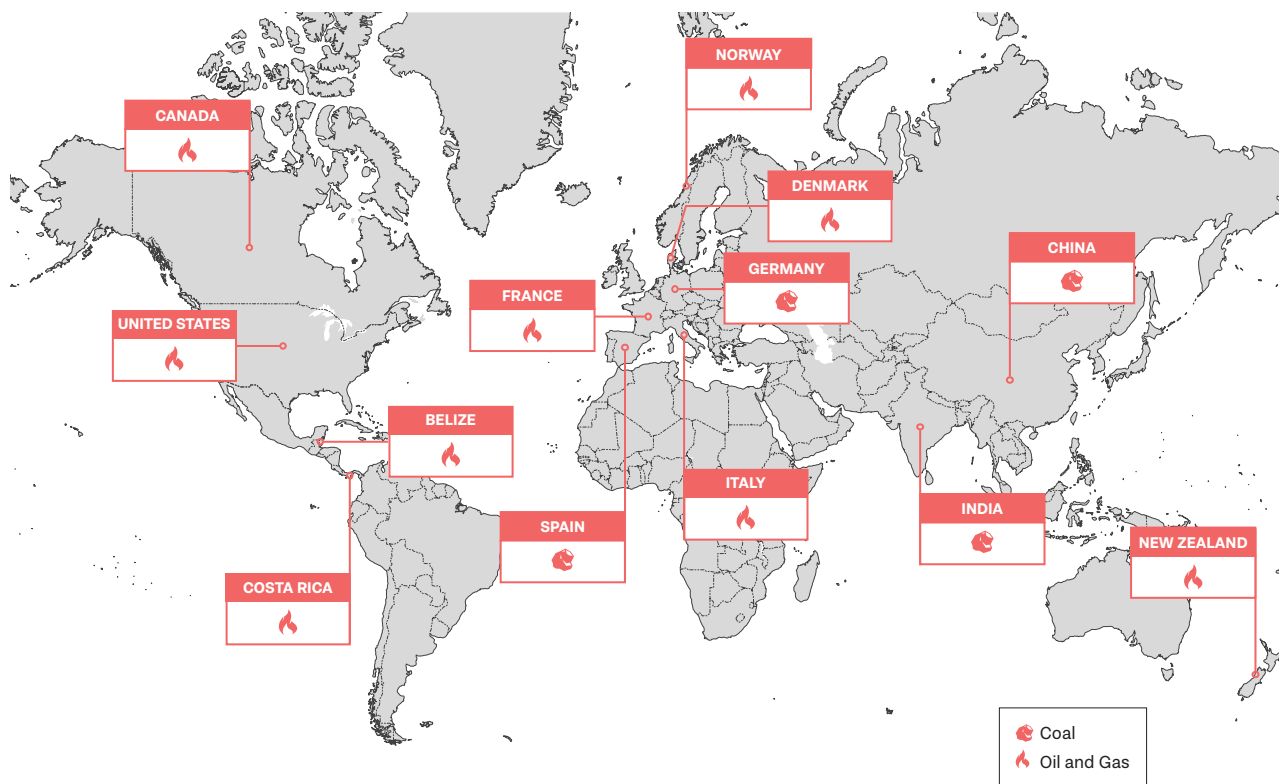 NORWAY
CANADA
DENMARK
CHINA
GERMANY
FRANCE
UNITED STATES
BELIZE
ITALY
INDIA
SPAIN
NEW ZEALAND
COSTA RICA
Coal
Oil and Gas